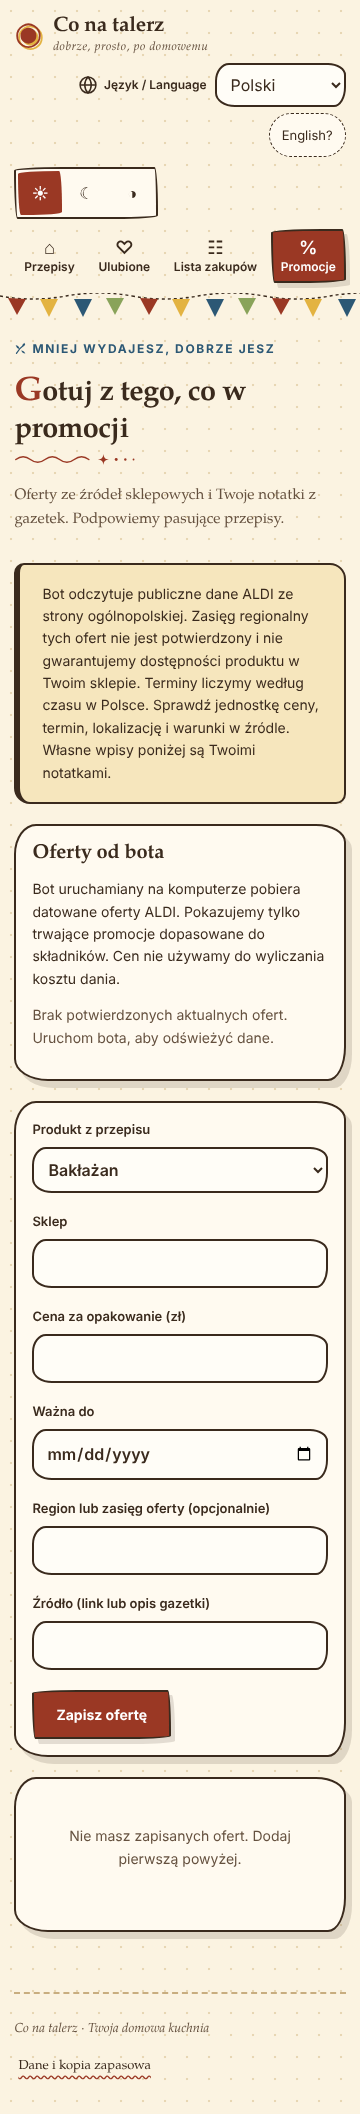 Co na talerz
dobrze, prosto, po domowemu
Język / Language
Polski
English?
Przepisy
Ulubione
Lista zakupów
%
Promocje
MNIEJ WYDAJESZ, DOBRZE JESZ
Gotuj z tego, co w
promocji
Oferty ze źródeł sklepowych i Twoje notatki z
gazetek. Podpowiemy pasujące przepisy.
Bot odczytuje publiczne dane ALDI ze
strony ogólnopolskiej. Zasięg regionalny
tych ofert nie jest potwierdzony i nie
gwarantujemy dostępności produktu w
Twoim sklepie. Terminy liczymy według
czasu w Polsce. Sprawdź jednostkę ceny,
termin, lokalizację i warunki w źródle.
Własne wpisy poniżej są Twoimi
notatkami.
Oferty od bota
Bot uruchamiany na komputerze pobiera
datowane oferty ALDI. Pokazujemy tylko
trwające promocje dopasowane do
składników. Cen nie używamy do wyliczania
kosztu dania.
Brak potwierdzonych aktualnych ofert.
Uruchom bota, aby odświeżyć dane.
Produkt z przepisu
Bakłażan
Sklep
Cena za opakowanie (zł)
Ważna do
mm/dd/yyyy
Region lub zasięg oferty (opcjonalnie)
Źródło (link lub opis gazetki)
Zapisz ofertę
Nie masz zapisanych ofert. Dodaj
pierwszą powyżej.
Co na talerz · Twoja domowa kuchnia
Dane i kopia zapasowa